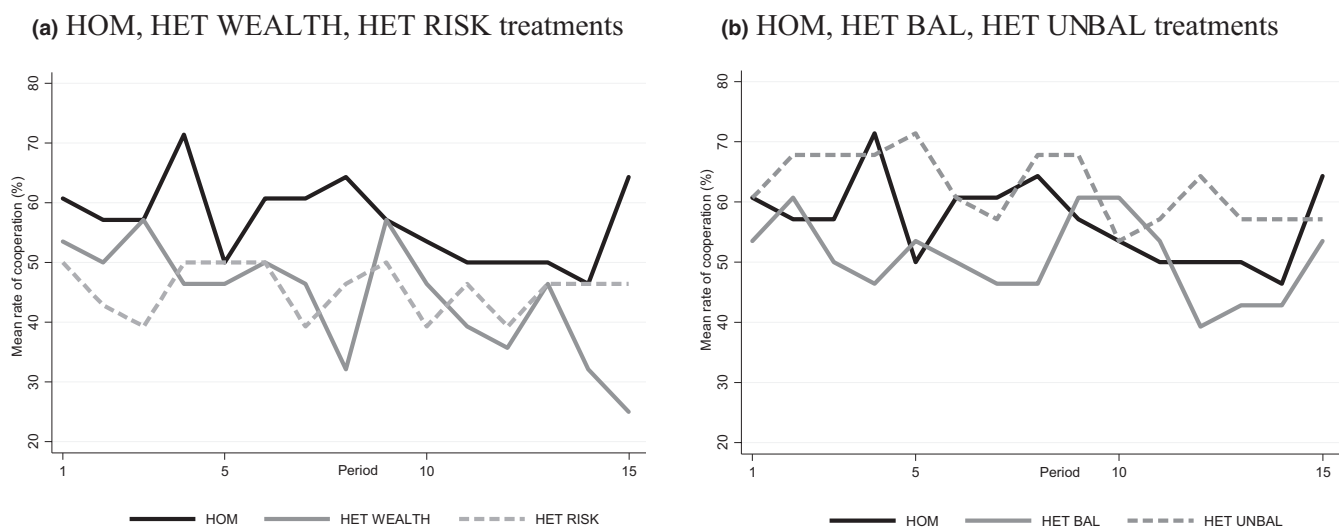 (a) HOM, HET WEALTH, HET RISK treatments
80
70
60
50
40
30
20
Mean rate of cooperation (%)
1
5
Period
10
15
HOM
HET WEALTH
HET RISK
(b) HOM, HET BAL, HET UNBAL treatments
80
70
60
50
40
30
20
Mean rate of cooperation (%)
1
5
Period
10
15
HOM
HET BAL
HET UNBAL